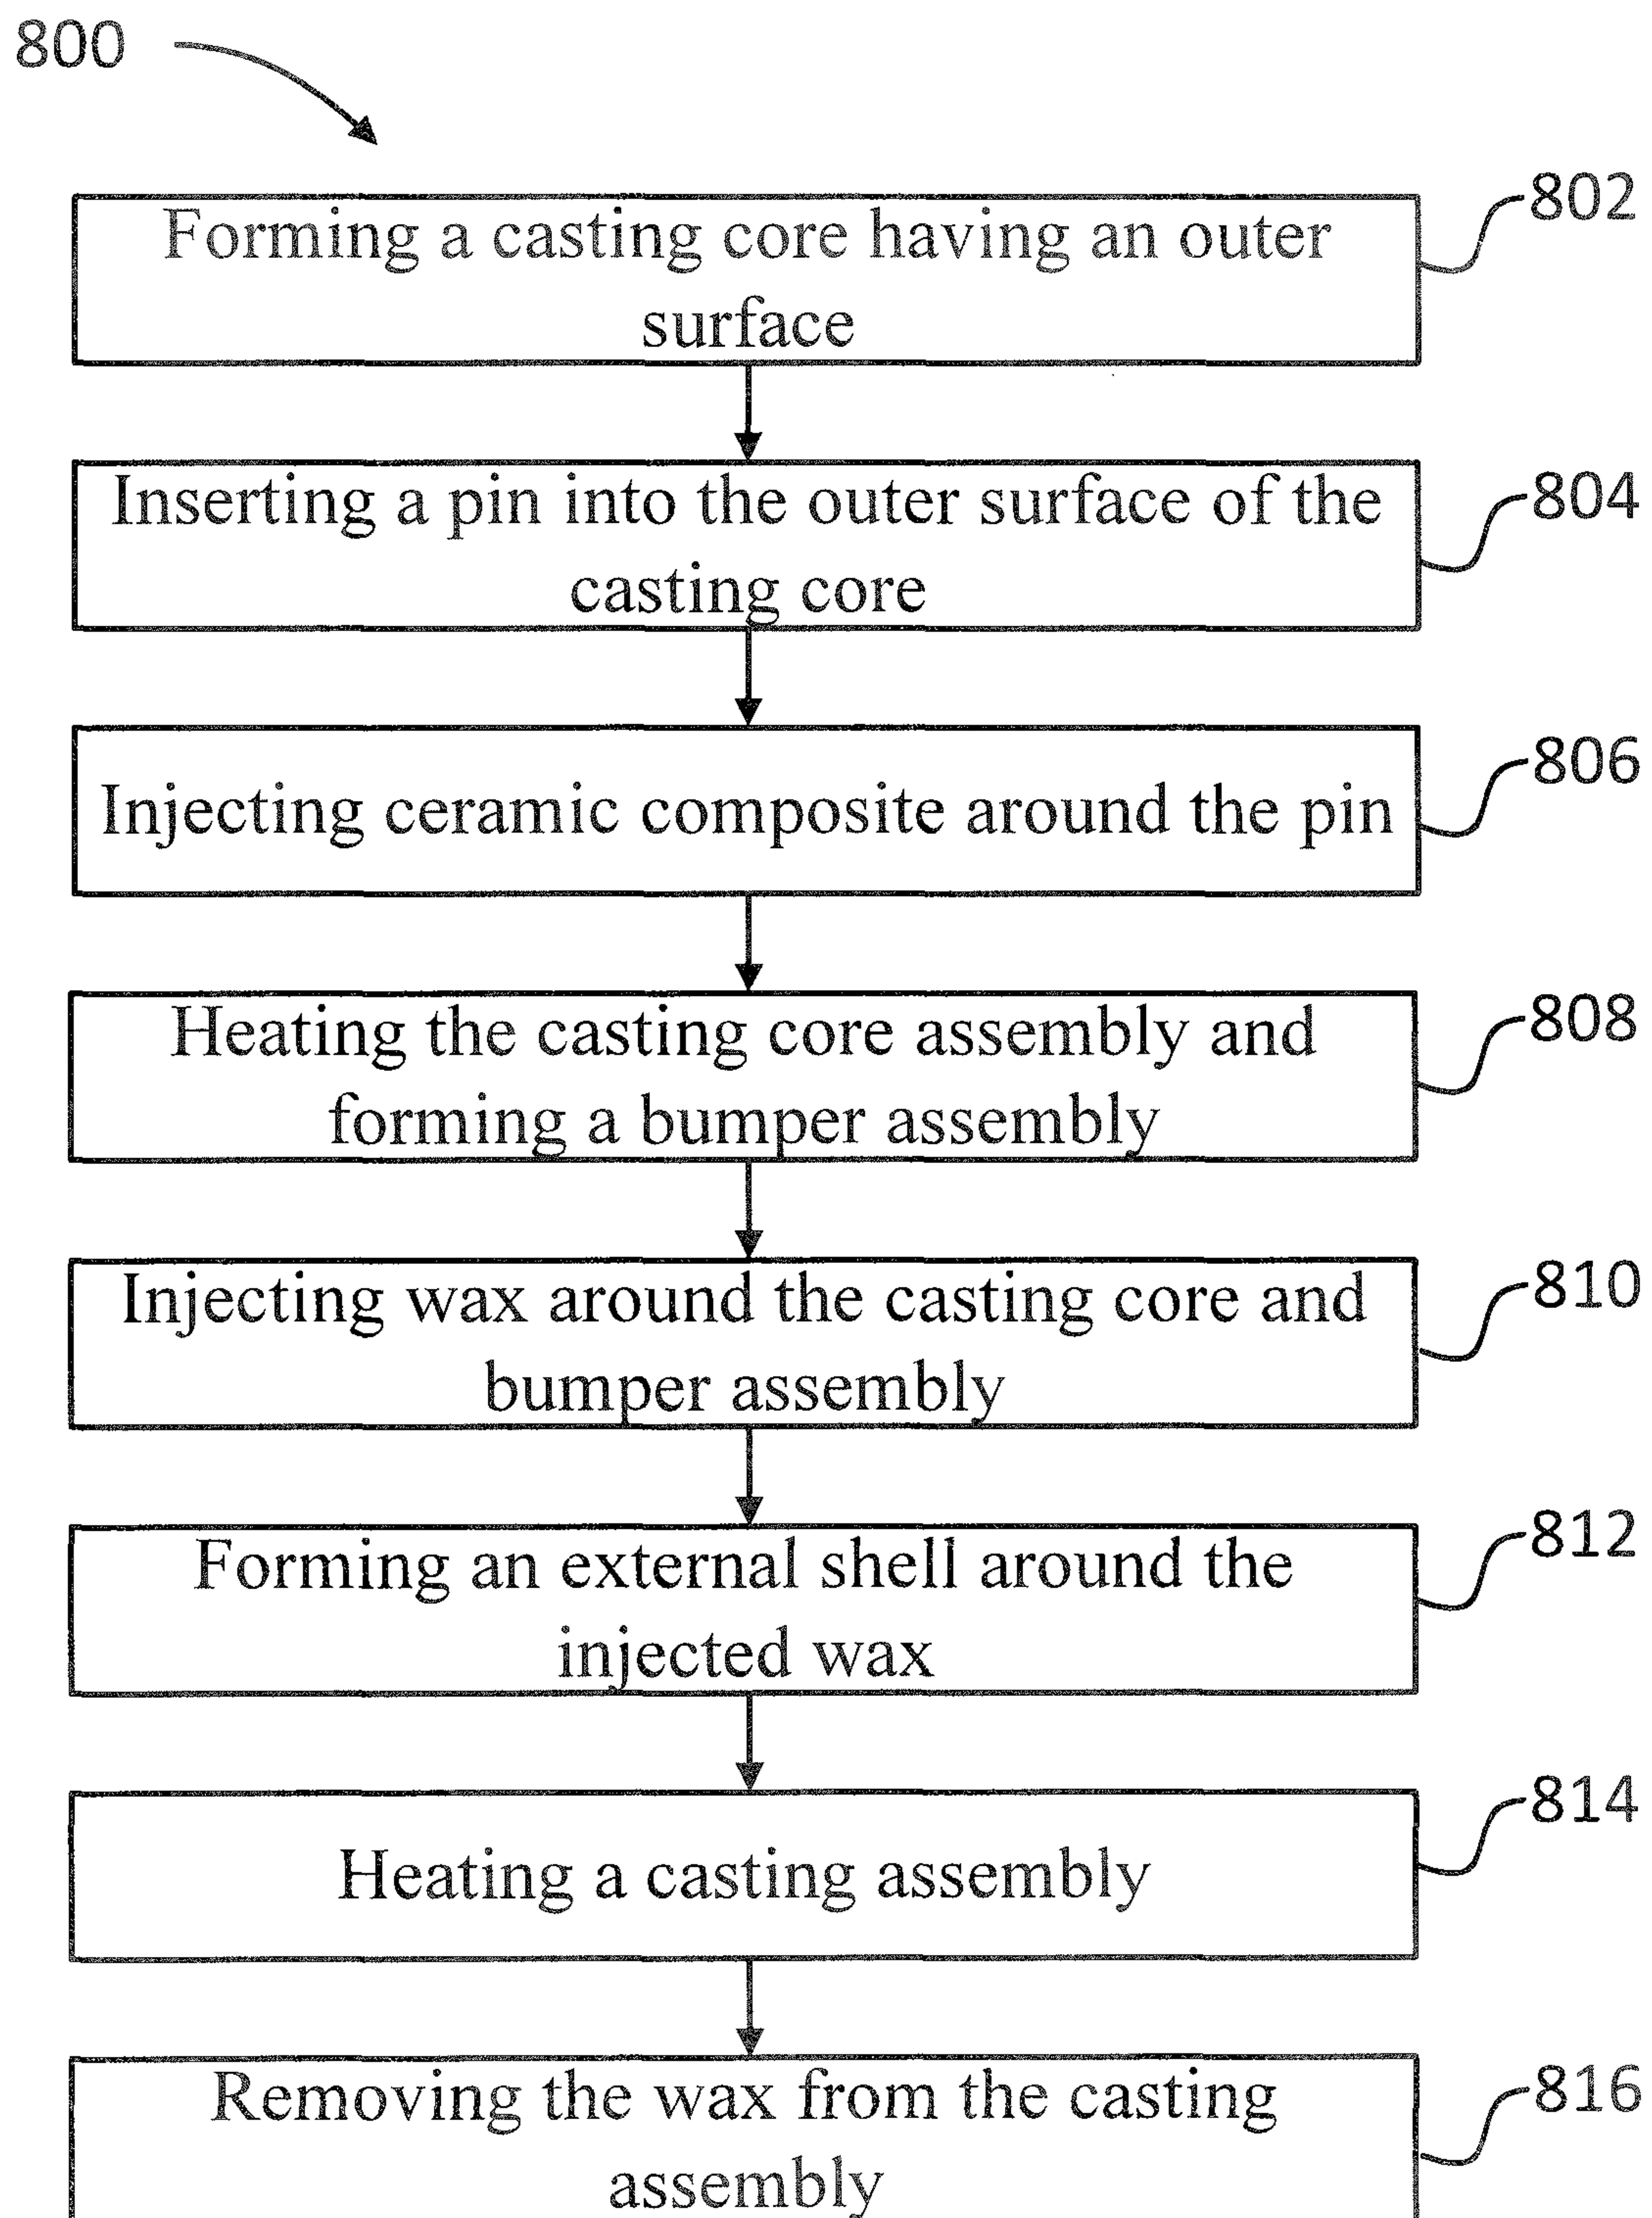 800
802
Forming a casting core having an outer
surface
804
Inserting a pin into the outer surface of the
casting core
806
Injecting ceramic composite around the pin
808
Heating the casting core assembly and
forming a bumper assembly
810
Injecting wax around the casting core and
bumper assembly
812
Forming an external shell around the
injected wax
814
Heating a casting assembly
816
Removing the wax from the casting
assembly